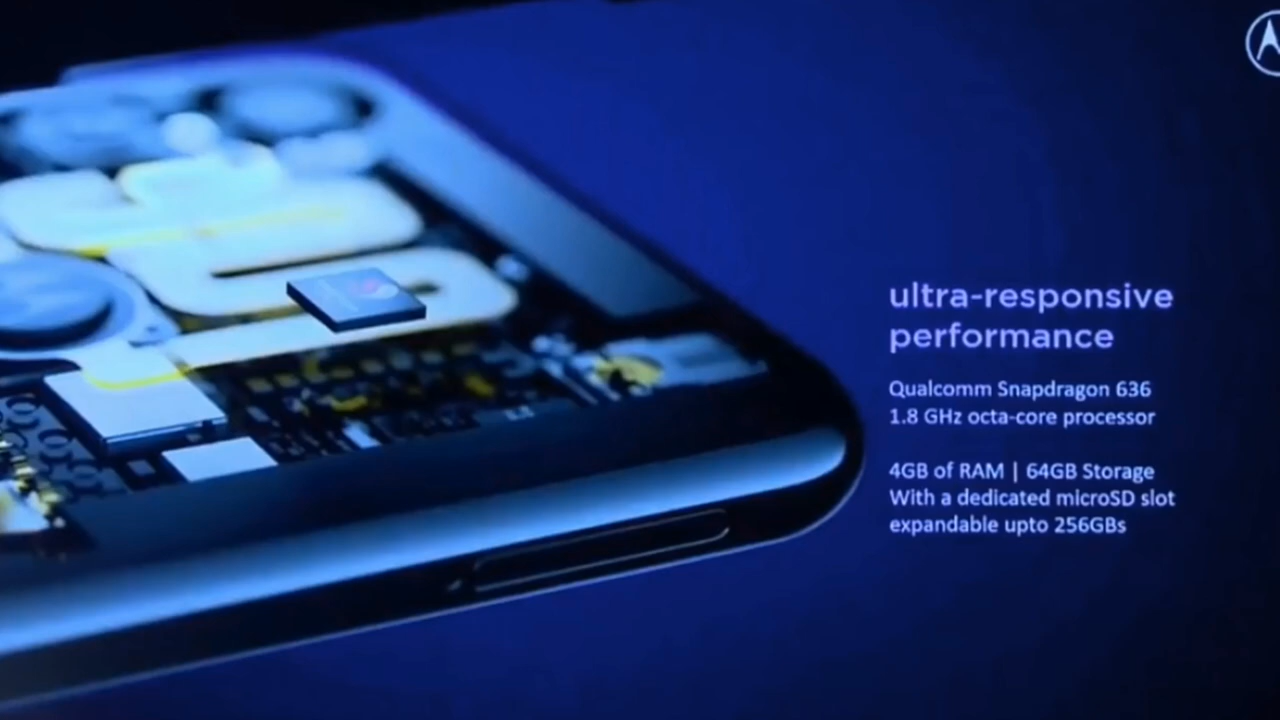 ultra-responsive
performance
Qualcomm Snapdragon 636
1.8 GHz octa-core processor
4GB of RAM | 64GB Storage
With a dedicated microSD slot
expandable upto 256GBs